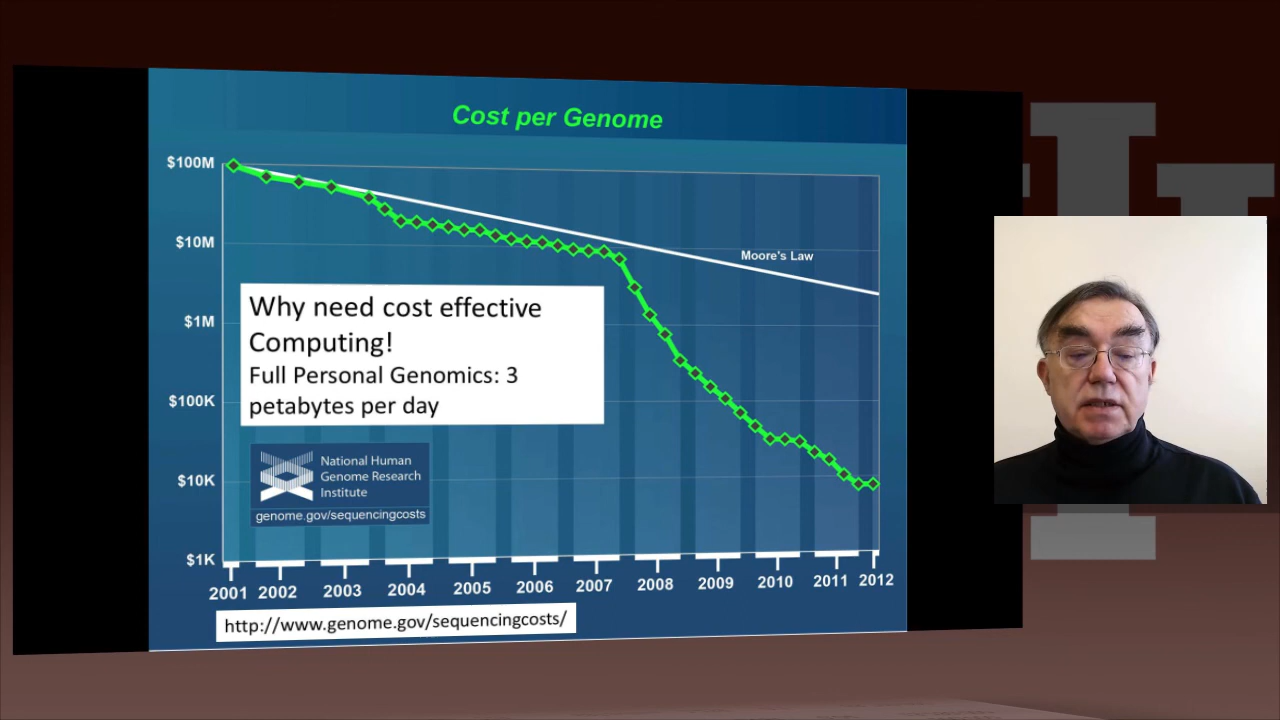 Cost per Genome
$100M
$10M
$1M
$100K
$10K
$1K
Moore's Law
Why need cost effective
Computing!
Full Personal Genomics: 3
petabytes per day
National Human
Genome Research
Institute
genome.gov/sequencingcosts
2001 2002 2003 2004 2005 2006 2007 2008 2009 2010 2011 2012
http://www.genome.gov/sequencingcosts/